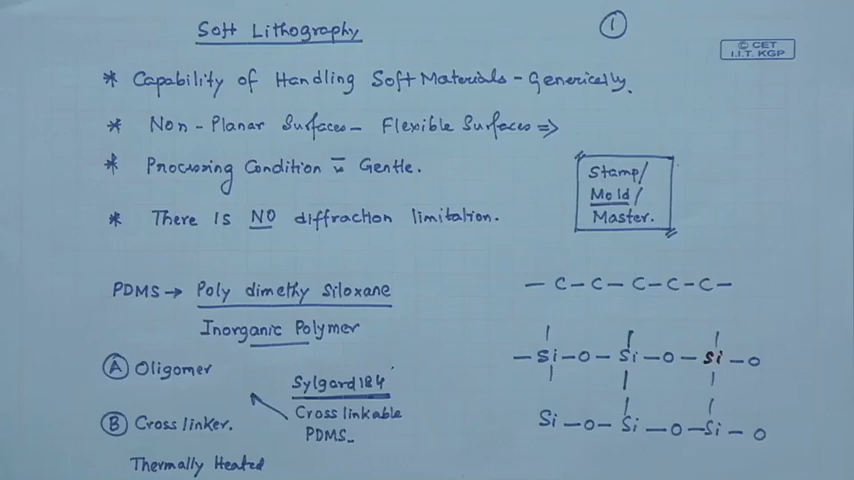 Soft Lithography
1
© CET
I.I.T. KGP
* Capability of Handling Soft Materials - Generically.
* Non-Planar Surfaces - Flexible Surfaces ⇒
* Processing Condition is Gentle.
* There is NO diffraction limitation.
Stamp/
Mold/
Master.
PDMS → Poly dimethy Siloxane
Inorganic Polymer
— C — C — C — C — C —
A Oligomer
B Cross linker.
Thermally Heated
Sylgard 184
Cross linkable
PDMS
— Si — O — Si — O — Si — O
Si — O — Si — O — Si — O